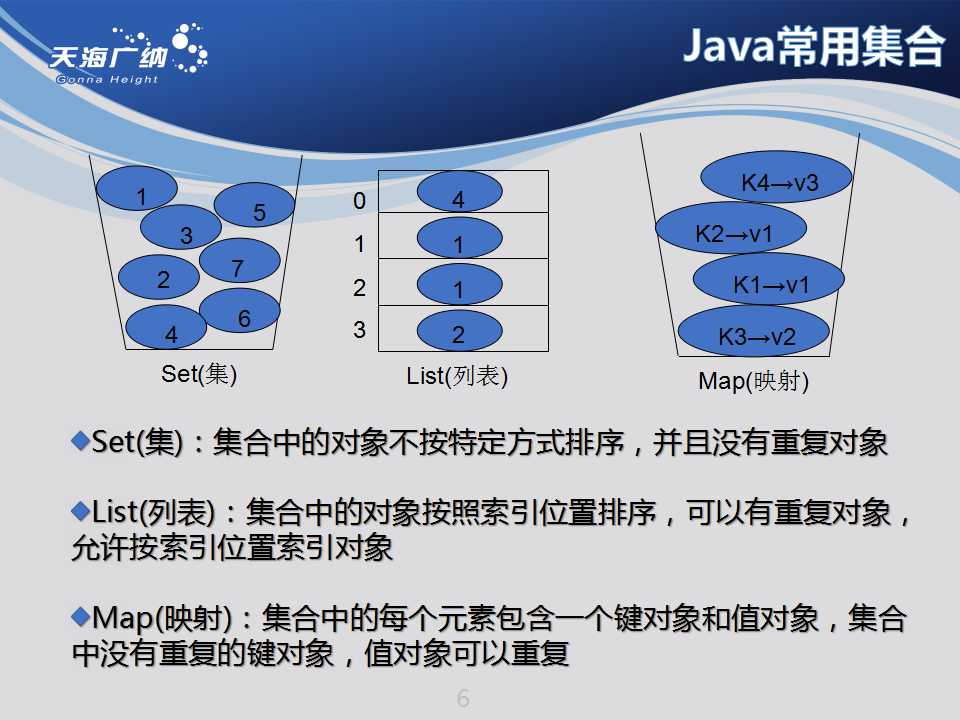 天海广纳
Gonna Height
Java常用集合
1
5
3
7
2
6
4
Set(集)
0 4
1 1
2 1
3 2
List(列表)
K4→v3
K2→v1
K1→v1
K3→v2
Map(映射)
Set(集)：集合中的对象不按特定方式排序，并且没有重复对象
List(列表)：集合中的对象按照索引位置排序，可以有重复对象，
允许按索引位置索引对象
Map(映射)：集合中的每个元素包含一个键对象和值对象，集合
中没有重复的键对象，值对象可以重复
6